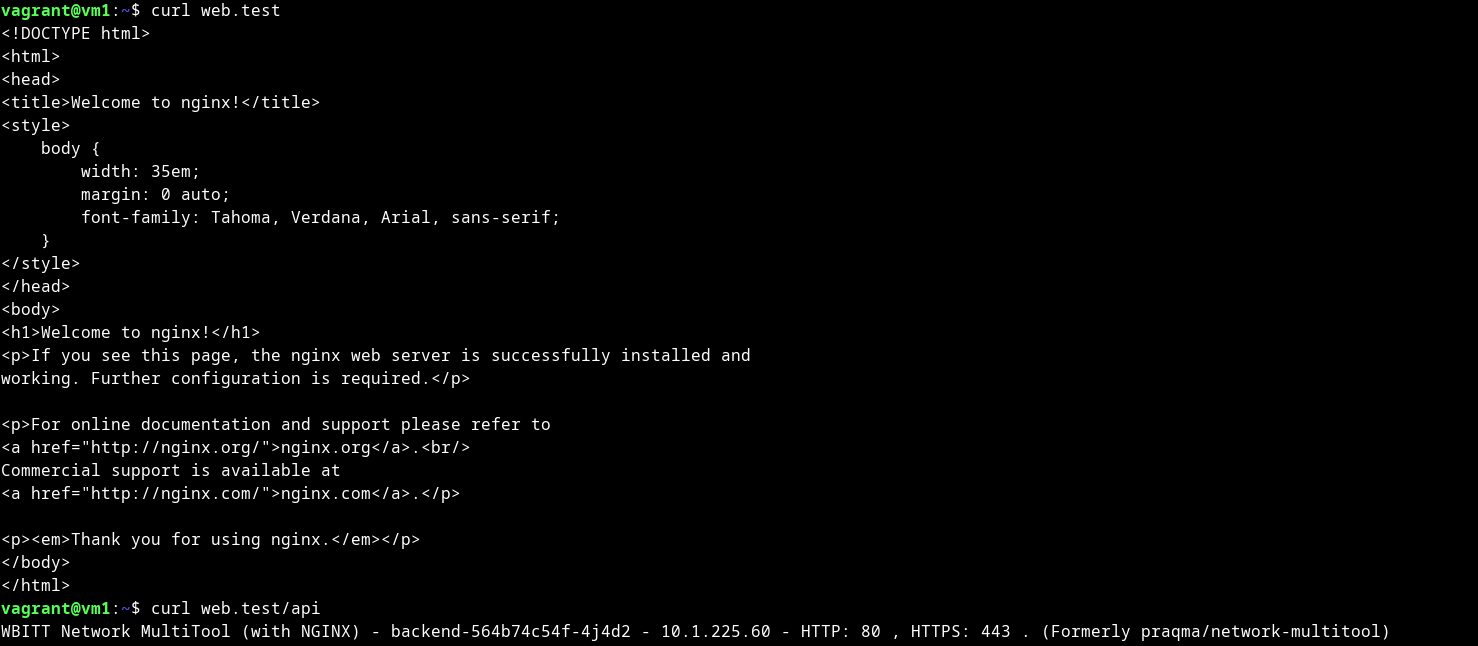 vagrant@vm1:~$ curl web.test
<!DOCTYPE html>
<html>
<head>
<title>Welcome to nginx!</title>
<style>
    body {
        width: 35em;
        margin: 0 auto;
        font-family: Tahoma, Verdana, Arial, sans-serif;
    }
</style>
</head>
<body>
<h1>Welcome to nginx!</h1>
<p>If you see this page, the nginx web server is successfully installed and
working. Further configuration is required.</p>

<p>For online documentation and support please refer to
<a href="http://nginx.org/">nginx.org</a>.<br/>
Commercial support is available at
<a href="http://nginx.com/">nginx.com</a>.</p>

<p><em>Thank you for using nginx.</em></p>
</body>
</html>
vagrant@vm1:~$ curl web.test/api
WBITT Network MultiTool (with NGINX) - backend-564b74c54f-4j4d2 - 10.1.225.60 - HTTP: 80 , HTTPS: 443 . (Formerly praqma/network-multitool)